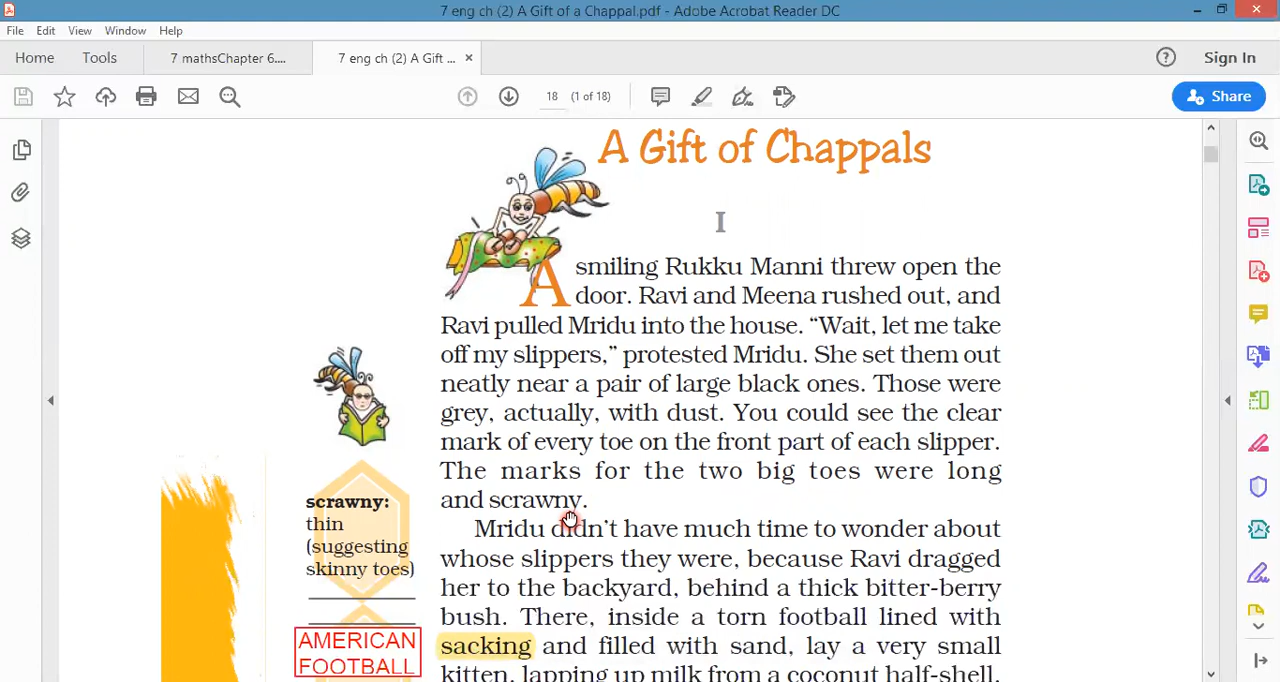 7 eng ch (2) A Gift of a Chappal.pdf - Adobe Acrobat Reader DC
File Edit View Window Help
Home Tools 7 mathsChapter 6.... 7 eng ch (2) A Gift ... × Sign In
18 (1 of 18) Share
A Gift of Chappals
I
A smiling Rukku Manni threw open the
door. Ravi and Meena rushed out, and
Ravi pulled Mridu into the house. “Wait, let me take
off my slippers,” protested Mridu. She set them out
neatly near a pair of large black ones. Those were
grey, actually, with dust. You could see the clear
mark of every toe on the front part of each slipper.
The marks for the two big toes were long
and scrawny.
scrawny:
thin
(suggesting
skinny toes)
AMERICAN
FOOTBALL
Mridu didn’t have much time to wonder about
whose slippers they were, because Ravi dragged
her to the backyard, behind a thick bitter-berry
bush. There, inside a torn football lined with
sacking and filled with sand, lay a very small
kitten, lapping up milk from a coconut half-shell.